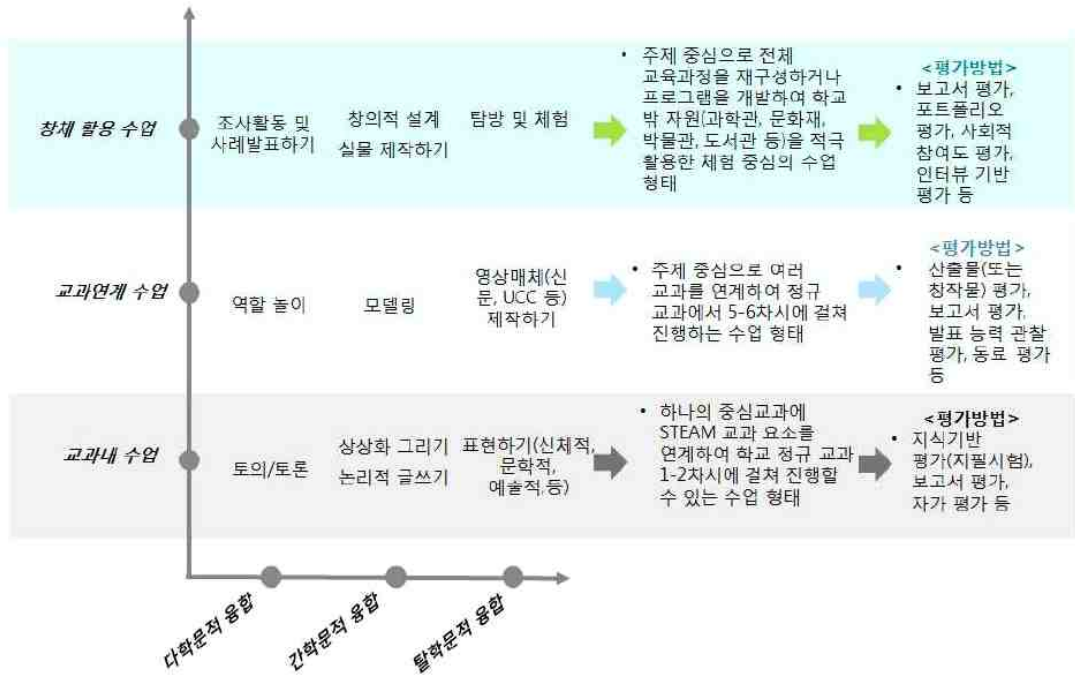 창체 활용 수업
조사활동 및
사례발표하기
창의적 설계
실물 제작하기
탐방 및 체험
• 주제 중심으로 전체
교육과정을 재구성하거나
프로그램을 개발하여 학교
밖 자원(과학관, 문화재,
박물관, 도서관 등)을 적극
활용한 체험 중심의 수업
형태
<평가방법>
• 보고서 평가,
포트폴리오
평가, 사회적
참여도 평가,
인터뷰 기반
평가 등
교과연계 수업
역할 놀이
모델링
영상매체(신
문, UCC 등)
제작하기
• 주제 중심으로 여러
교과를 연계하여 정규
교과에서 5-6차시에 걸쳐
진행하는 수업 형태
<평가방법>
• 산출물(또는
창작물) 평가,
보고서 평가,
발표 능력 관찰
평가, 동료 평가
등
교과내 수업
토의/토론
상상화 그리기
논리적 글쓰기
표현하기(신체적,
문학적,
예술적,등)
• 하나의 중심교과에
STEAM 교과 요소를
연계하여 학교 정규 교과
1-2차시에 걸쳐 진행할
수 있는 수업 형태
<평가방법>
• 지식기반
평가(지필시험),
보고서 평가,
자가 평가 등
다학문적 융합
간학문적 융합
탈학문적 융합